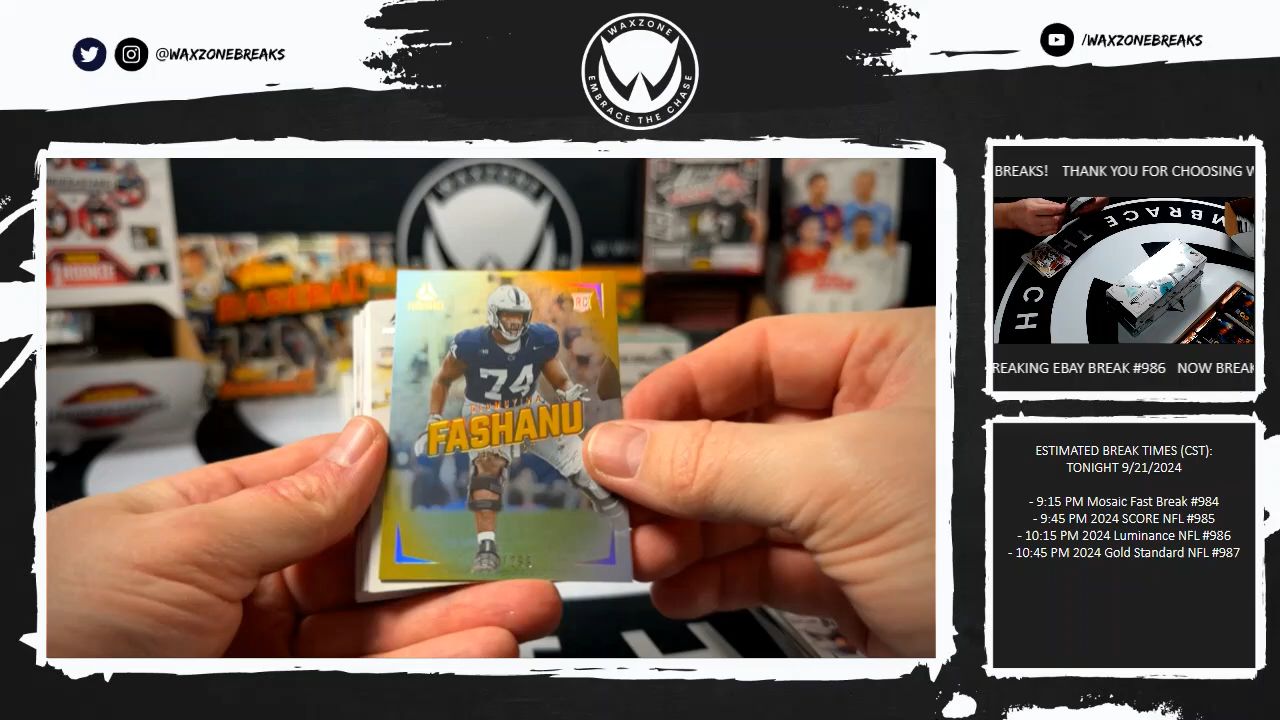 @WAXZONEBREAKS
WAXZONE
EMBRACE THE CHASE
/WAXZONEBREAKS
BREAKS! THANK YOU FOR CHOOSING W
REAKING EBAY BREAK #986 NOW BREAK
ESTIMATED BREAK TIMES (CST):
TONIGHT 9/21/2024
- 9:15 PM Mosaic Fast Break #984
- 9:45 PM 2024 SCORE NFL #985
- 10:15 PM 2024 Luminance NFL #986
- 10:45 PM 2024 Gold Standard NFL #987
WAXZONE
BASEBALL
RC
74
FASHANU